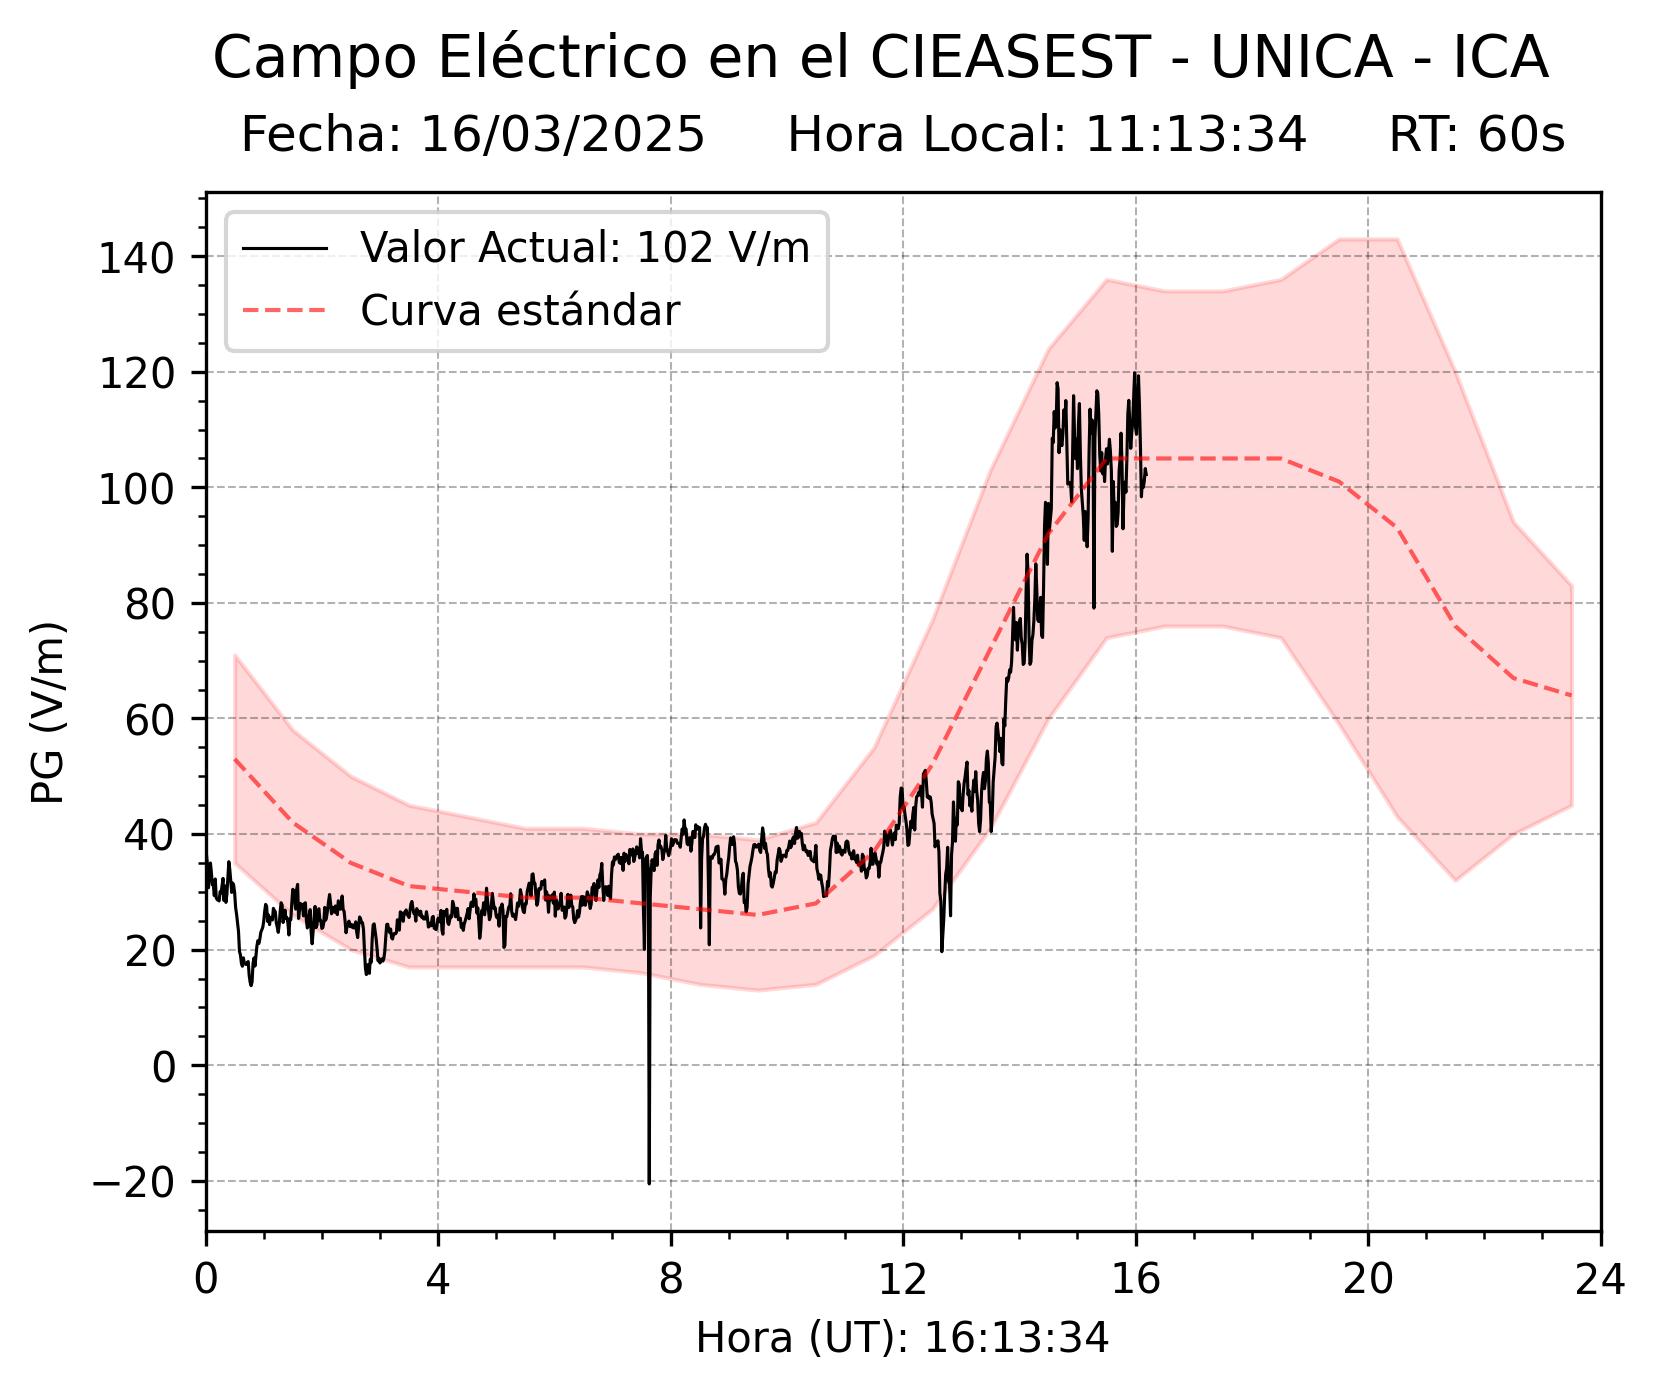 Campo Eléctrico en el CIEASEST - UNICA - ICA
Fecha: 16/03/2025 Hora Local: 11:13:34 RT: 60s
Valor Actual: 102 V/m
Curva estándar
PG (V/m)
140
120
100
80
60
40
20
0
−20
0 4 8 12 16 20 24
Hora (UT): 16:13:34